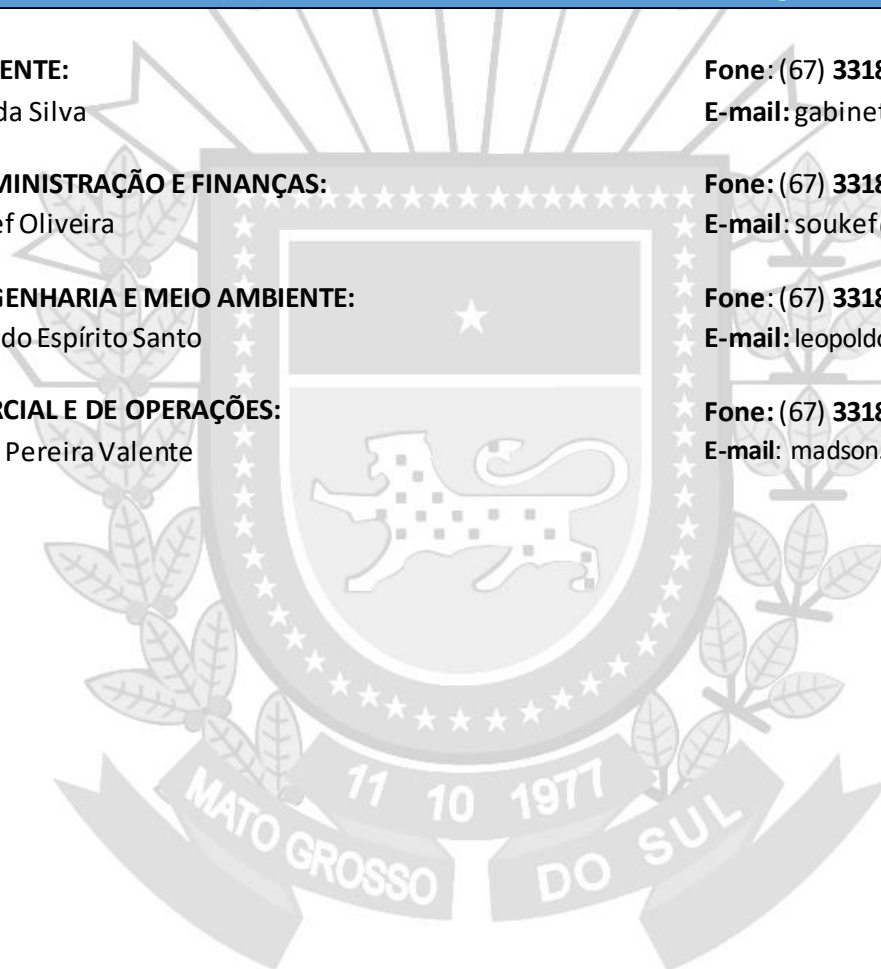 ENTE: Fone: (67) 3318
da Silva E-mail: gabinet
MINISTRAÇÃO E FINANÇAS: Fone: (67) 3318
ef Oliveira E-mail: soukef
GENHARIA E MEIO AMBIENTE: Fone: (67) 3318
do Espírito Santo E-mail: leopoldo
RCIAL E DE OPERAÇÕES: Fone: (67) 3318
Pereira Valente E-mail: madson
11 10 1977
MATO GROSSO DO SUL